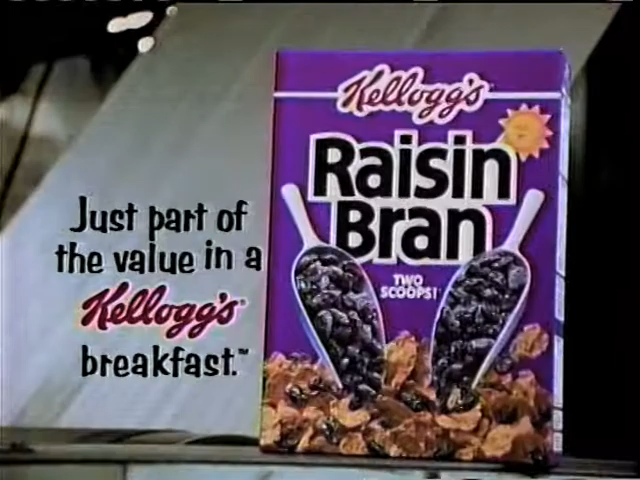 Just part of
the value in a
Kellogg's®
breakfast.™
Kellogg's
Raisin
Bran
TWO
SCOOPS!